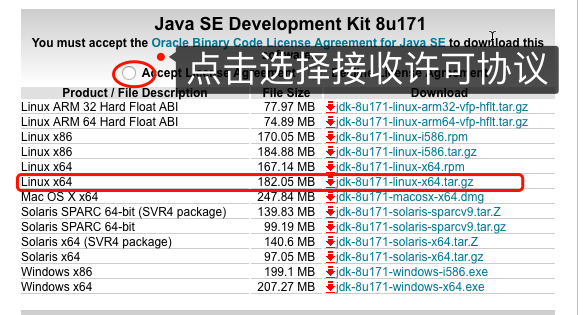 Java SE Development Kit 8u171
You must accept the Oracle Binary Code License Agreement for Java SE to download this
Accept License Agreement
点击选择接收许可协议
Product / File Description File Size Download
Linux ARM 32 Hard Float ABI 77.97 MB jdk-8u171-linux-arm32-vfp-hflt.tar.gz
Linux ARM 64 Hard Float ABI 74.89 MB jdk-8u171-linux-arm64-vfp-hflt.tar.gz
Linux x86 170.05 MB jdk-8u171-linux-i586.rpm
Linux x86 184.88 MB jdk-8u171-linux-i586.tar.gz
Linux x64 167.14 MB jdk-8u171-linux-x64.rpm
Linux x64 182.05 MB jdk-8u171-linux-x64.tar.gz
Mac OS X x64 247.84 MB jdk-8u171-macosx-x64.dmg
Solaris SPARC 64-bit (SVR4 package) 139.83 MB jdk-8u171-solaris-sparcv9.tar.Z
Solaris SPARC 64-bit 99.19 MB jdk-8u171-solaris-sparcv9.tar.gz
Solaris x64 (SVR4 package) 140.6 MB jdk-8u171-solaris-x64.tar.Z
Solaris x64 97.05 MB jdk-8u171-solaris-x64.tar.gz
Windows x86 199.1 MB jdk-8u171-windows-i586.exe
Windows x64 207.27 MB jdk-8u171-windows-x64.exe